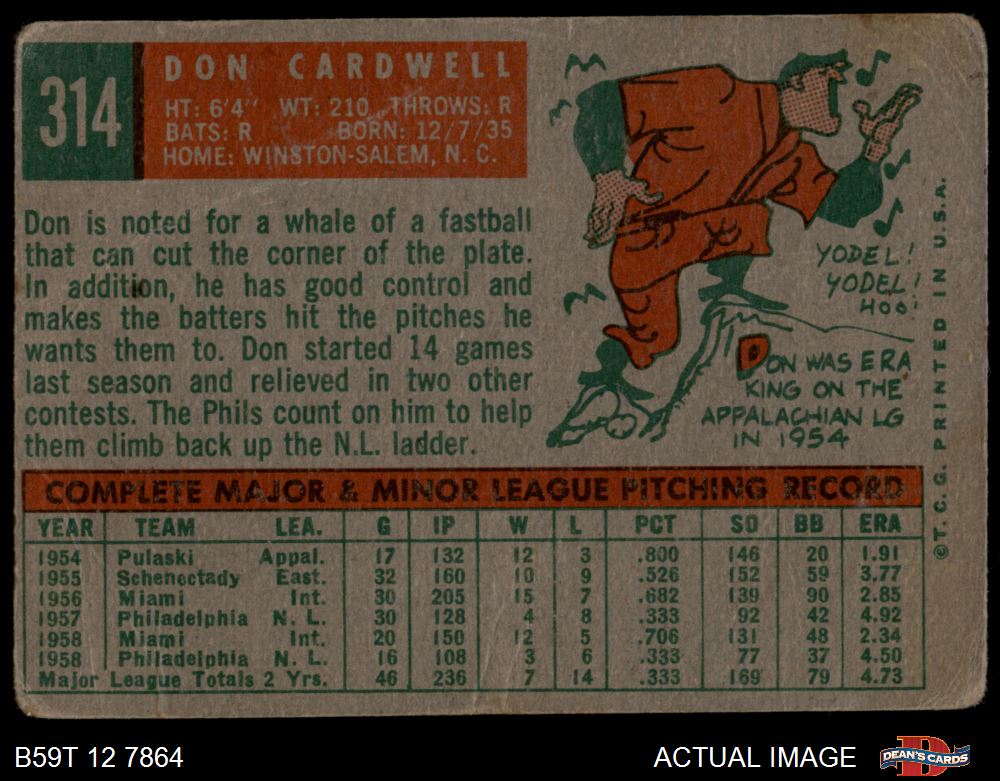 314
DON CARDWELL
HT: 6'4" WT: 210 THROWS: R
BATS: R BORN: 12/7/35
HOME: WINSTON-SALEM, N. C.
Don is noted for a whale of a fastball
that can cut the corner of the plate.
In addition, he has good control and
makes the batters hit the pitches he
wants them to. Don started 14 games
last season and relieved in two other
contests. The Phils count on him to help
them climb back up the N.L. ladder.
YODEL!
YODEL!
HOO!
DON WAS ERA
KING ON THE
APPALACHIAN LG
IN 1954
©T. C. G. PRINTED IN U.S.A.
COMPLETE MAJOR & MINOR LEAGUE PITCHING RECORD
YEAR TEAM LEA. G IP W L PCT SO BB ERA
1954 Pulaski Appal. 17 132 12 3 .800 146 20 1.91
1955 Schenectady East. 32 160 10 9 .526 152 59 3.77
1956 Miami Int. 30 205 15 7 .682 139 90 2.85
1957 Philadelphia N. L. 30 128 4 8 .333 92 42 4.92
1958 Miami Int. 20 150 12 5 .706 131 48 2.34
1958 Philadelphia N. L. 16 108 3 6 .333 77 37 4.50
Major League Totals 2 Yrs. 46 236 7 14 .333 169 79 4.73
B59T 12 7864
ACTUAL IMAGE
DEAN'S CARDS